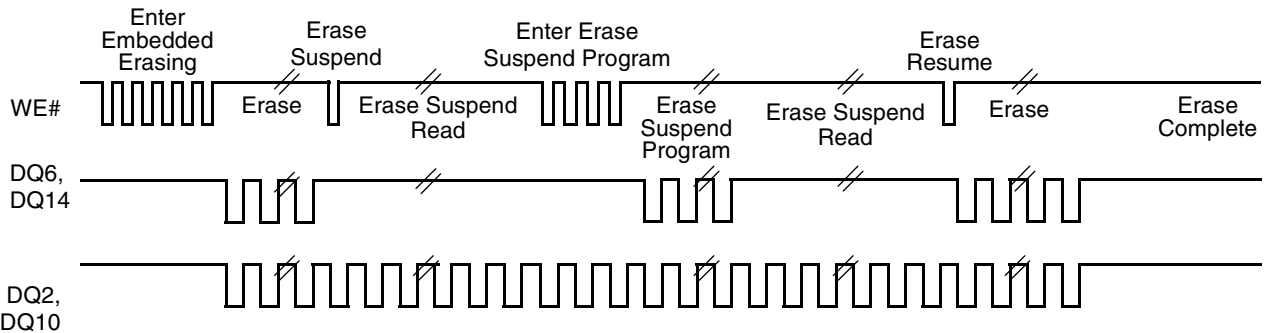 Enter
Embedded
Erasing
Erase
Suspend
Enter Erase
Suspend Program
Erase
Resume
WE#
Erase
Erase Suspend
Read
Erase
Suspend
Program
Erase Suspend
Read
Erase
Erase
Complete
DQ6,
DQ14
DQ2,
DQ10